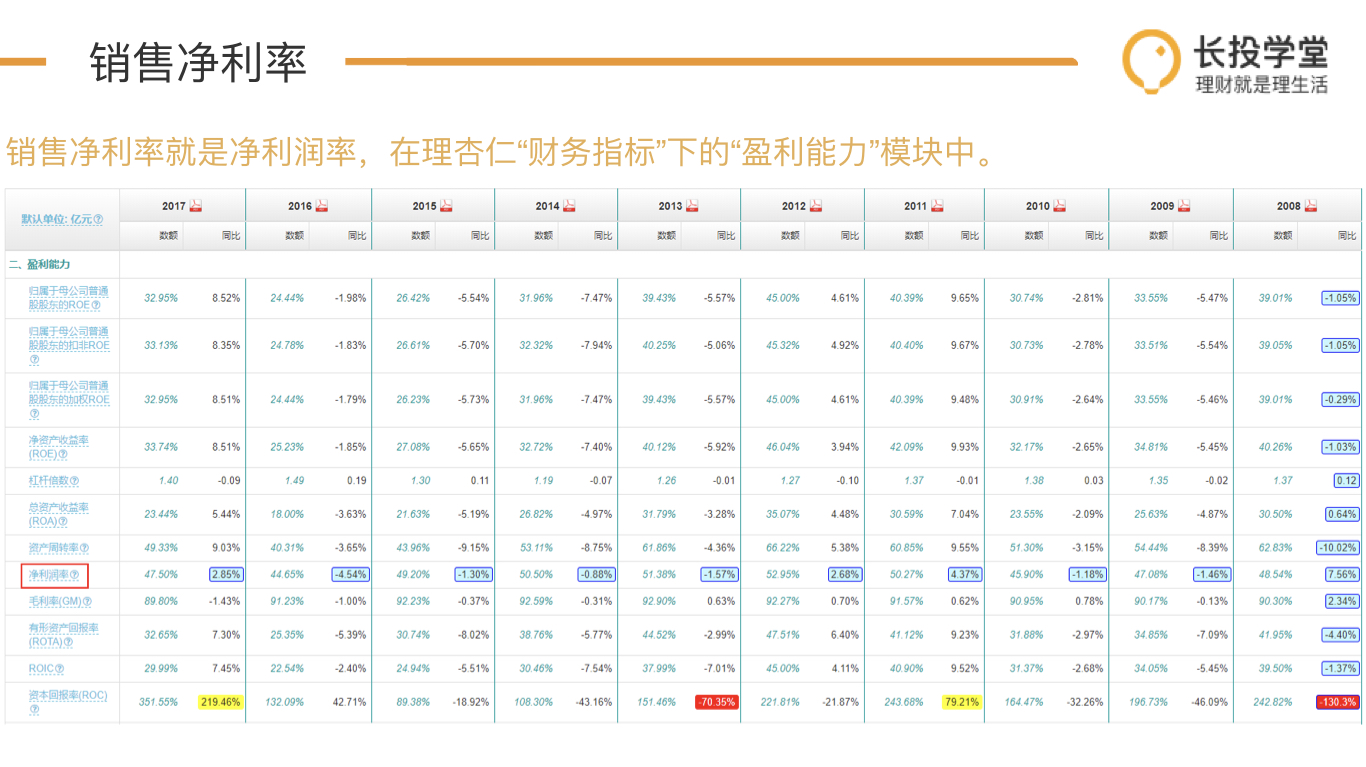 销售净利率
长投学堂
理财就是理生活
销售净利率就是净利润率，在理杏仁“财务指标”下的“盈利能力”模块中。
默认单位: 亿元? 2017 2016 2015 2014 2013 2012 2011 2010 2009 2008
数额 同比 数额 同比 数额 同比 数额 同比 数额 同比 数额 同比 数额 同比 数额 同比 数额 同比 数额 同比
二、盈利能力
归属于母公司普通
股股东的ROE? 32.95% 8.52% 24.44% -1.98% 26.42% -5.54% 31.96% -7.47% 39.43% -5.57% 45.00% 4.61% 40.39% 9.65% 30.74% -2.81% 33.55% -5.47% 39.01% -1.05%
归属于母公司普通
股股东的扣非ROE
? 33.13% 8.35% 24.78% -1.83% 26.61% -5.70% 32.32% -7.94% 40.25% -5.06% 45.32% 4.92% 40.40% 9.67% 30.73% -2.78% 33.51% -5.54% 39.05% -1.05%
归属于母公司普通
股股东的加权ROE
? 32.95% 8.51% 24.44% -1.79% 26.23% -5.73% 31.96% -7.47% 39.43% -5.57% 45.00% 4.61% 40.39% 9.48% 30.91% -2.64% 33.55% -5.46% 39.01% -0.29%
净资产收益率
(ROE)? 33.74% 8.51% 25.23% -1.85% 27.08% -5.65% 32.72% -7.40% 40.12% -5.92% 46.04% 3.94% 42.09% 9.93% 32.17% -2.65% 34.81% -5.45% 40.26% -1.03%
杠杆倍数? 1.40 -0.09 1.49 0.19 1.30 0.11 1.19 -0.07 1.26 -0.01 1.27 -0.10 1.37 -0.01 1.38 0.03 1.35 -0.02 1.37 0.12
总资产收益率
(ROA)? 23.44% 5.44% 18.00% -3.63% 21.63% -5.19% 26.82% -4.97% 31.79% -3.28% 35.07% 4.48% 30.59% 7.04% 23.55% -2.09% 25.63% -4.87% 30.50% 0.64%
资产周转率? 49.33% 9.03% 40.31% -3.65% 43.96% -9.15% 53.11% -8.75% 61.86% -4.36% 66.22% 5.38% 60.85% 9.55% 51.30% -3.15% 54.44% -8.39% 62.83% -10.02%
净利润率? 47.50% 2.85% 44.65% -4.54% 49.20% -1.30% 50.50% -0.88% 51.38% -1.57% 52.95% 2.68% 50.27% 4.37% 45.90% -1.18% 47.08% -1.46% 48.54% 7.56%
毛利率(GM)? 89.80% -1.43% 91.23% -1.00% 92.23% -0.37% 92.59% -0.31% 92.90% 0.63% 92.27% 0.70% 91.57% 0.62% 90.95% 0.78% 90.17% -0.13% 90.30% 2.34%
有形资产回报率
(ROTA)? 32.65% 7.30% 25.35% -5.39% 30.74% -8.02% 38.76% -5.77% 44.52% -2.99% 47.51% 6.40% 41.12% 9.23% 31.88% -2.97% 34.85% -7.09% 41.95% -4.40%
ROIC? 29.99% 7.45% 22.54% -2.40% 24.94% -5.51% 30.46% -7.54% 37.99% -7.01% 45.00% 4.11% 40.90% 9.52% 31.37% -2.68% 34.05% -5.45% 39.50% -1.37%
资本回报率(ROC)
? 351.55% 219.46% 132.09% 42.71% 89.38% -18.92% 108.30% -43.16% 151.46% -70.35% 221.81% -21.87% 243.68% 79.21% 164.47% -32.26% 196.73% -46.09% 242.82% -130.3%